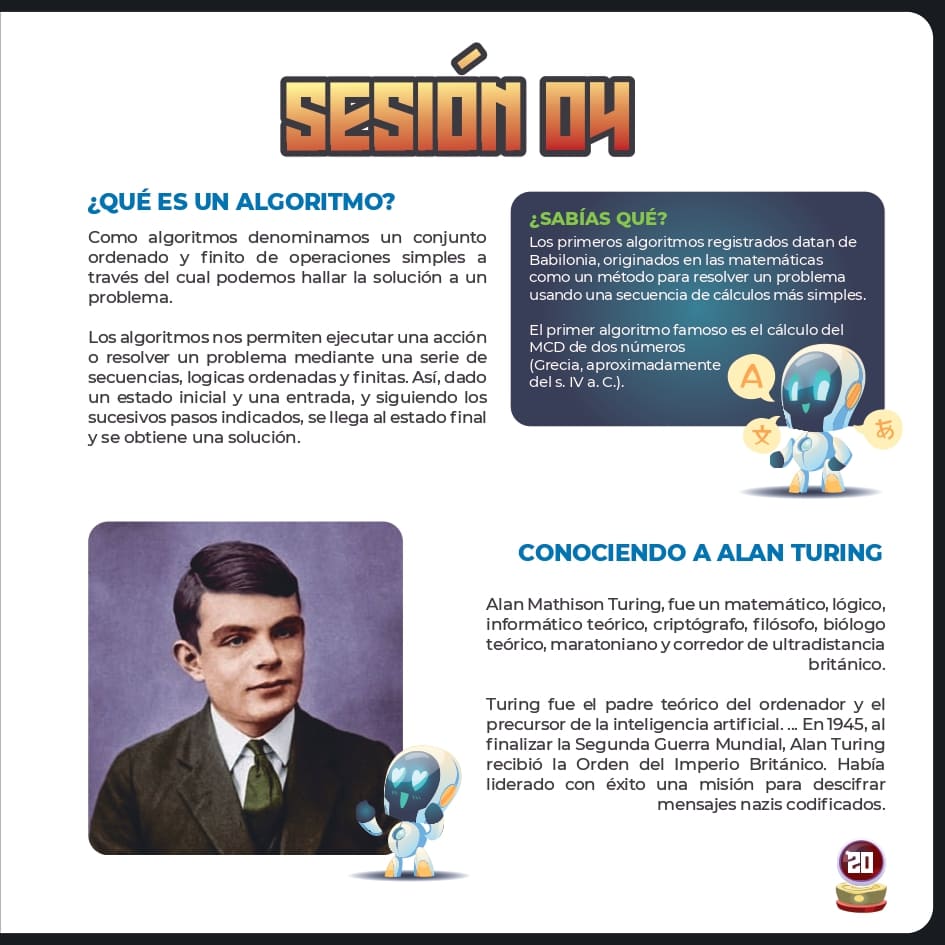 SESIÓN 04
¿QUÉ ES UN ALGORITMO?
Como algoritmos denominamos un conjunto
ordenado y finito de operaciones simples a
través del cual podemos hallar la solución a un
problema.
Los algoritmos nos permiten ejecutar una acción
o resolver un problema mediante una serie de
secuencias, logicas ordenadas y finitas. Así, dado
un estado inicial y una entrada, y siguiendo los
sucesivos pasos indicados, se llega al estado final
y se obtiene una solución.
¿SABÍAS QUÉ?
Los primeros algoritmos registrados datan de
Babilonia, originados en las matemáticas
como un método para resolver un problema
usando una secuencia de cálculos más simples.
El primer algoritmo famoso es el cálculo del
MCD de dos números
(Grecia, aproximadamente
del s. IV a. C.).
A
文
あ
CONOCIENDO A ALAN TURING
Alan Mathison Turing, fue un matemático, lógico,
informático teórico, criptógrafo, filósofo, biólogo
teórico, maratoniano y corredor de ultradistancia
británico.
Turing fue el padre teórico del ordenador y el
precursor de la inteligencia artificial. ... En 1945, al
finalizar la Segunda Guerra Mundial, Alan Turing
recibió la Orden del Imperio Británico. Había
liderado con éxito una misión para descifrar
mensajes nazis codificados.
20